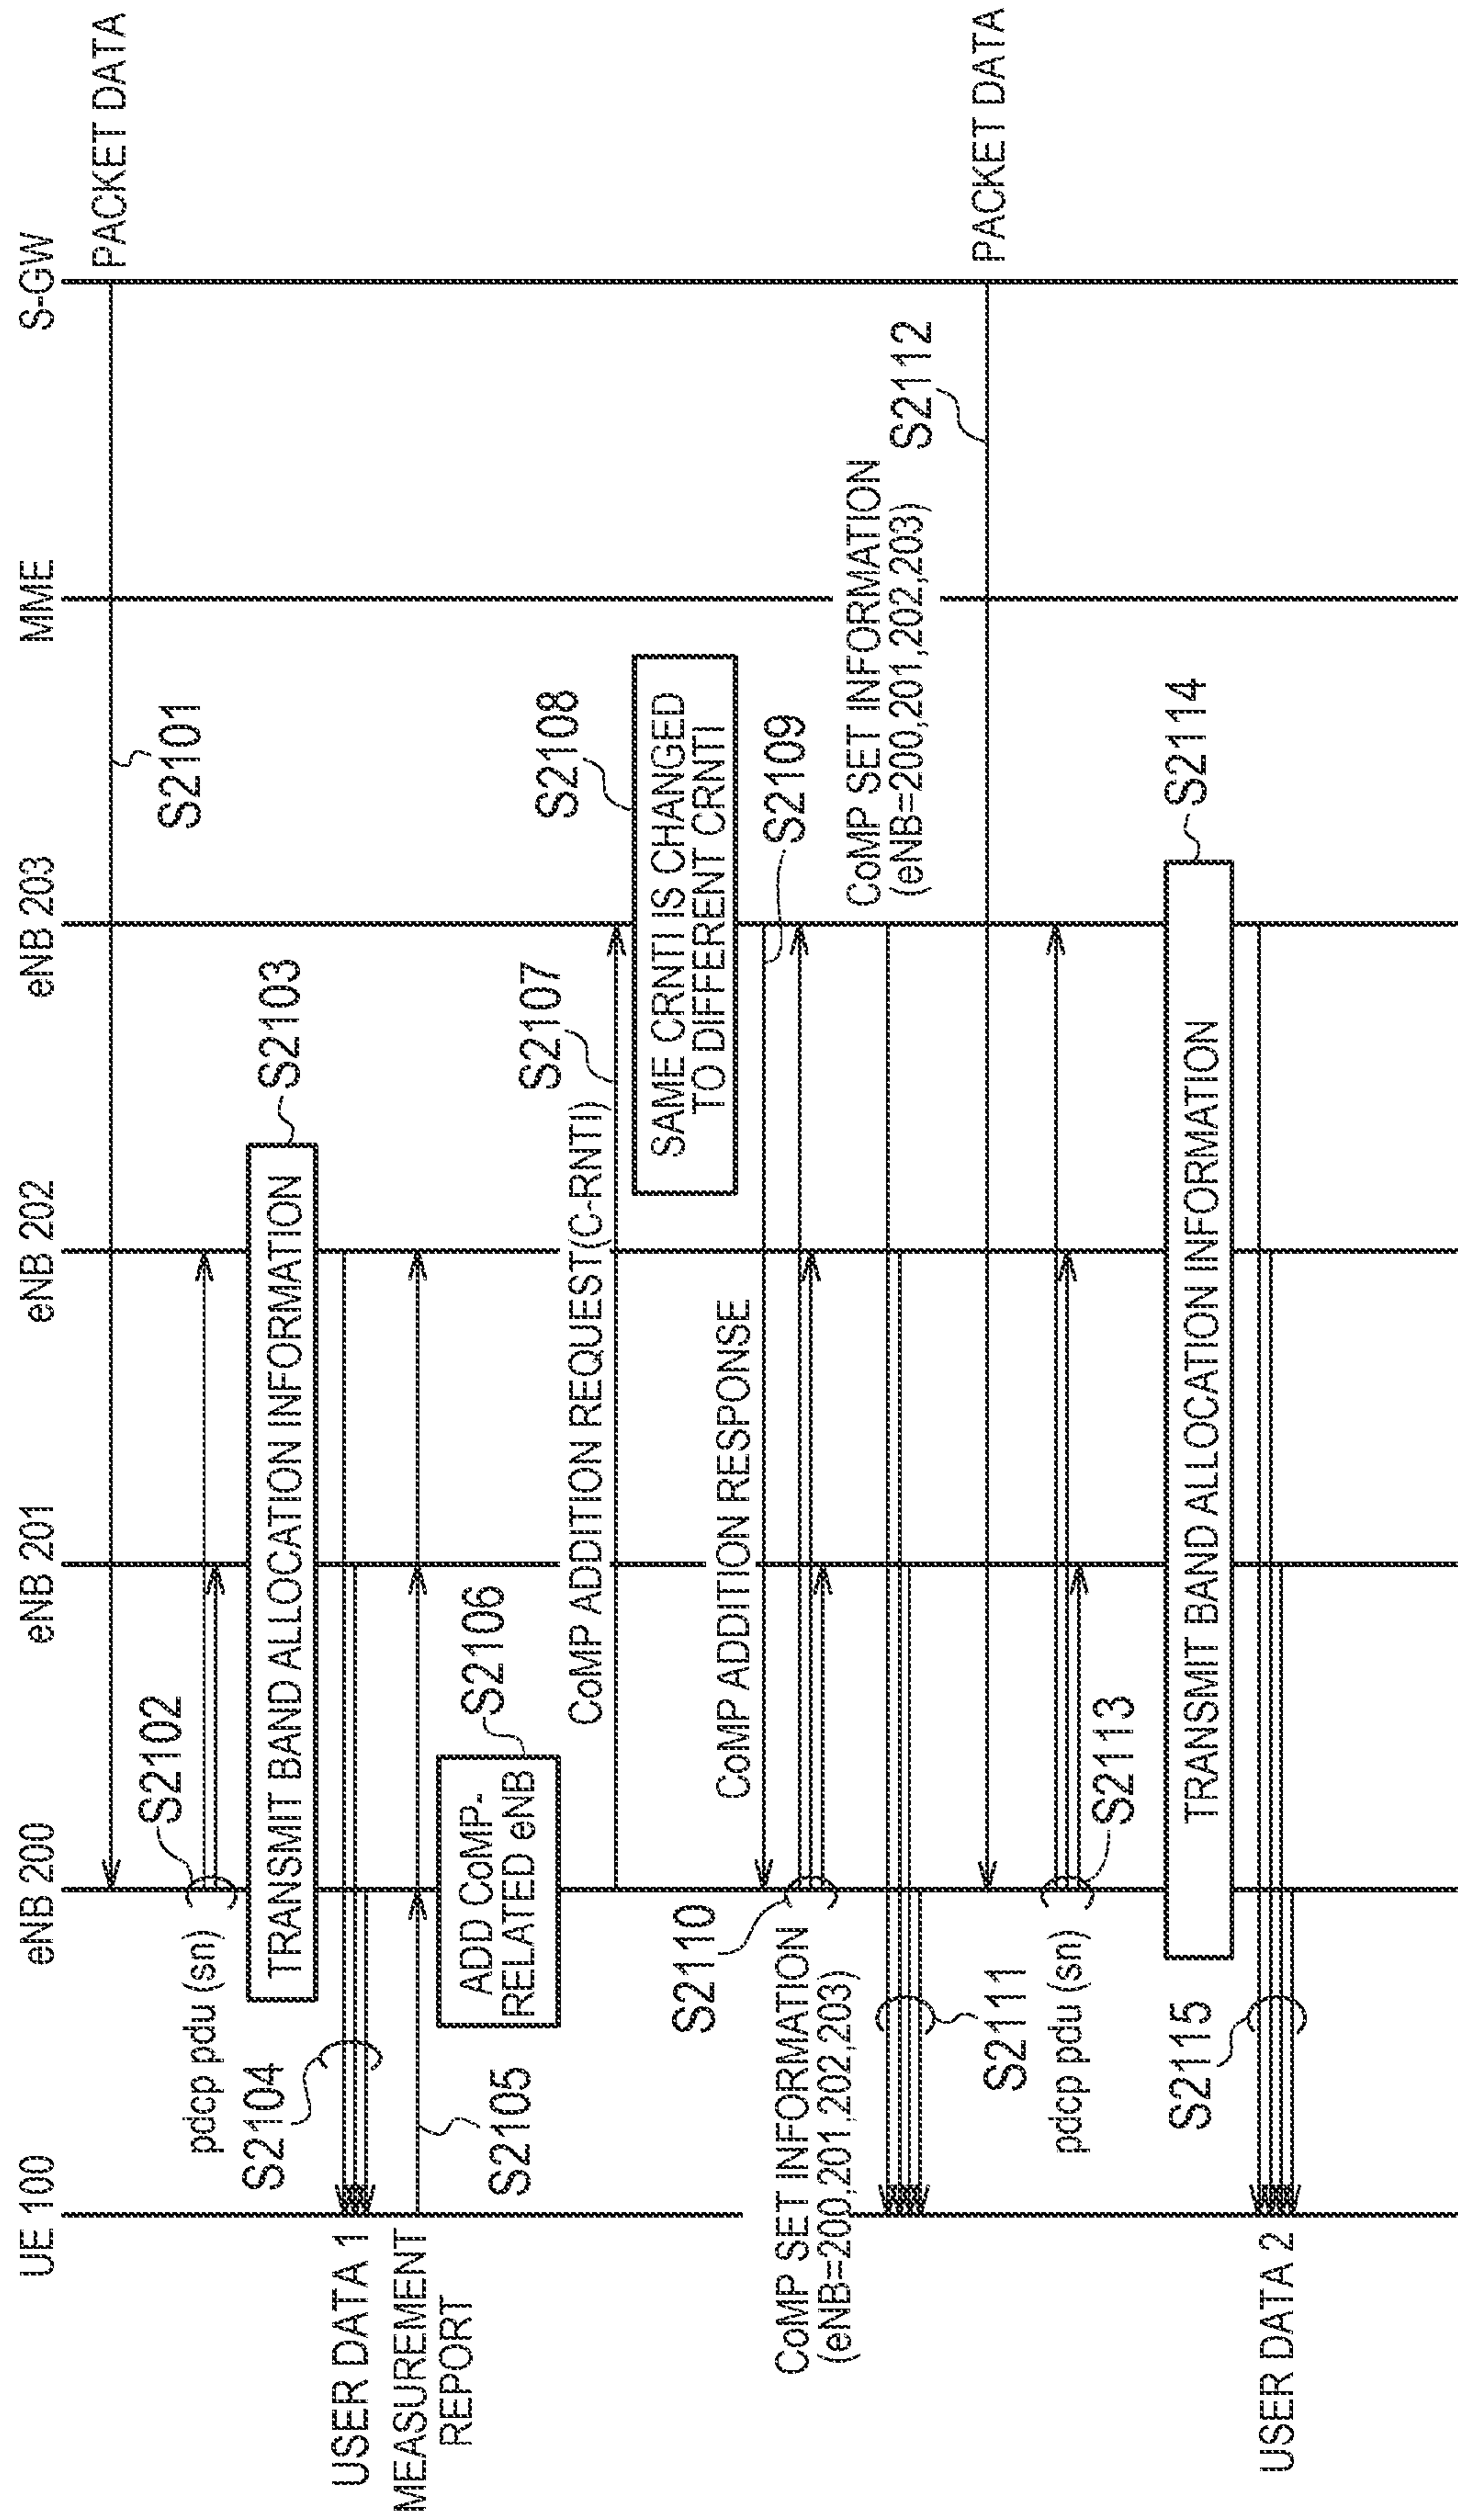 UE 100
eNB 200
eNB 201
eNB 202
eNB 203
MME
S-GW
PACKET DATA
S2101
S2102
pdcp pdu (sn)
TRANSMIT BAND ALLOCATION INFORMATION
S2103
S2104
USER DATA 1
MEASUREMENT
REPORT
S2105
ADD CoMP-
RELATED eNB
S2106
CoMP ADDITION REQUEST(C-RNTI)
S2107
S2108
SAME CRNTI IS CHANGED
TO DIFFERENT CRNTI
CoMP ADDITION RESPONSE
S2109
S2110
CoMP SET INFORMATION
(eNB=200,201,202,203)
CoMP SET INFORMATION
(eNB=200,201,202,203)
S2111
S2112
PACKET DATA
pdcp pdu (sn)
S2113
TRANSMIT BAND ALLOCATION INFORMATION
S2114
S2115
USER DATA 2